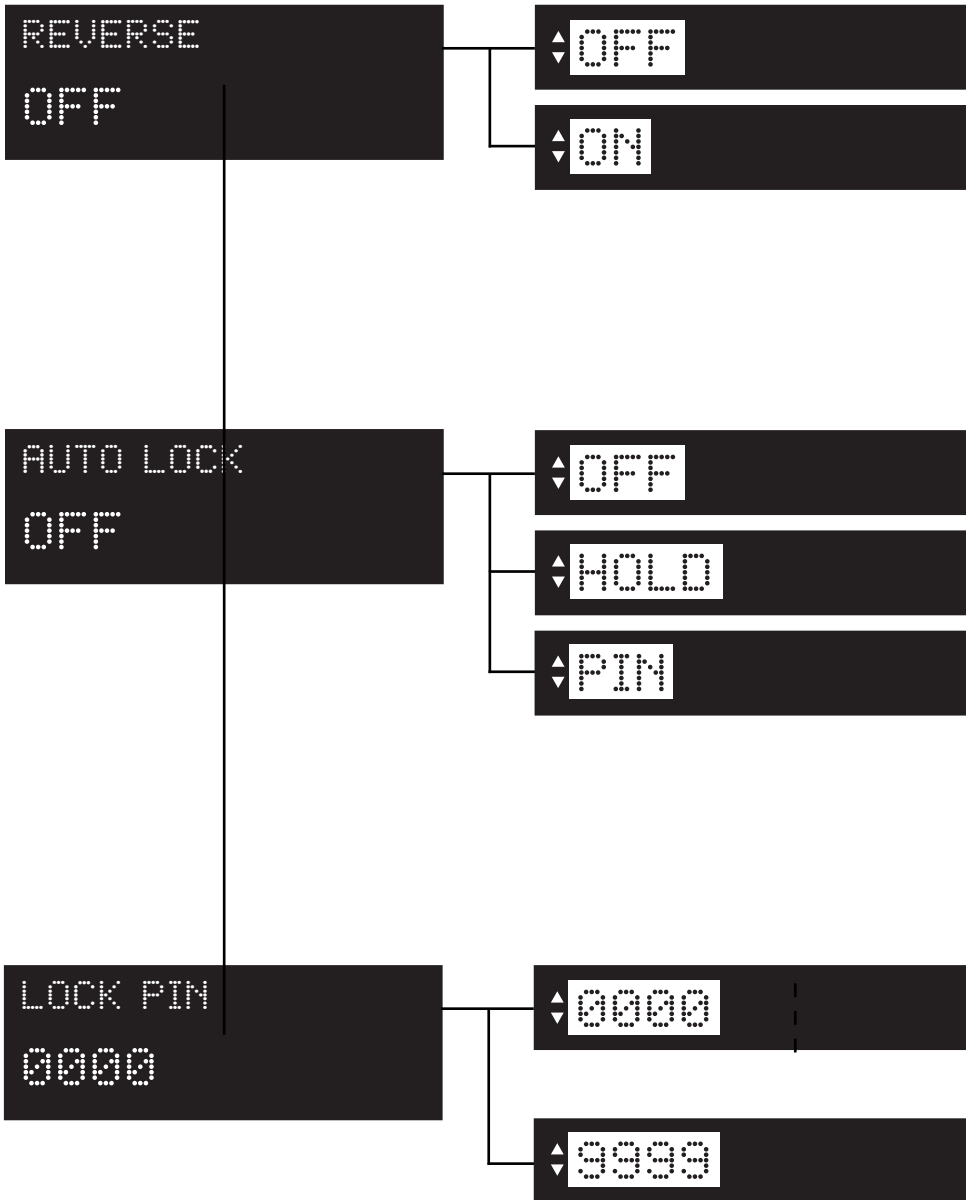 REVERSE
OFF
OFF
ON
AUTO LOCK
OFF
OFF
HOLD
PIN
LOCK PIN
0000
0000
9999